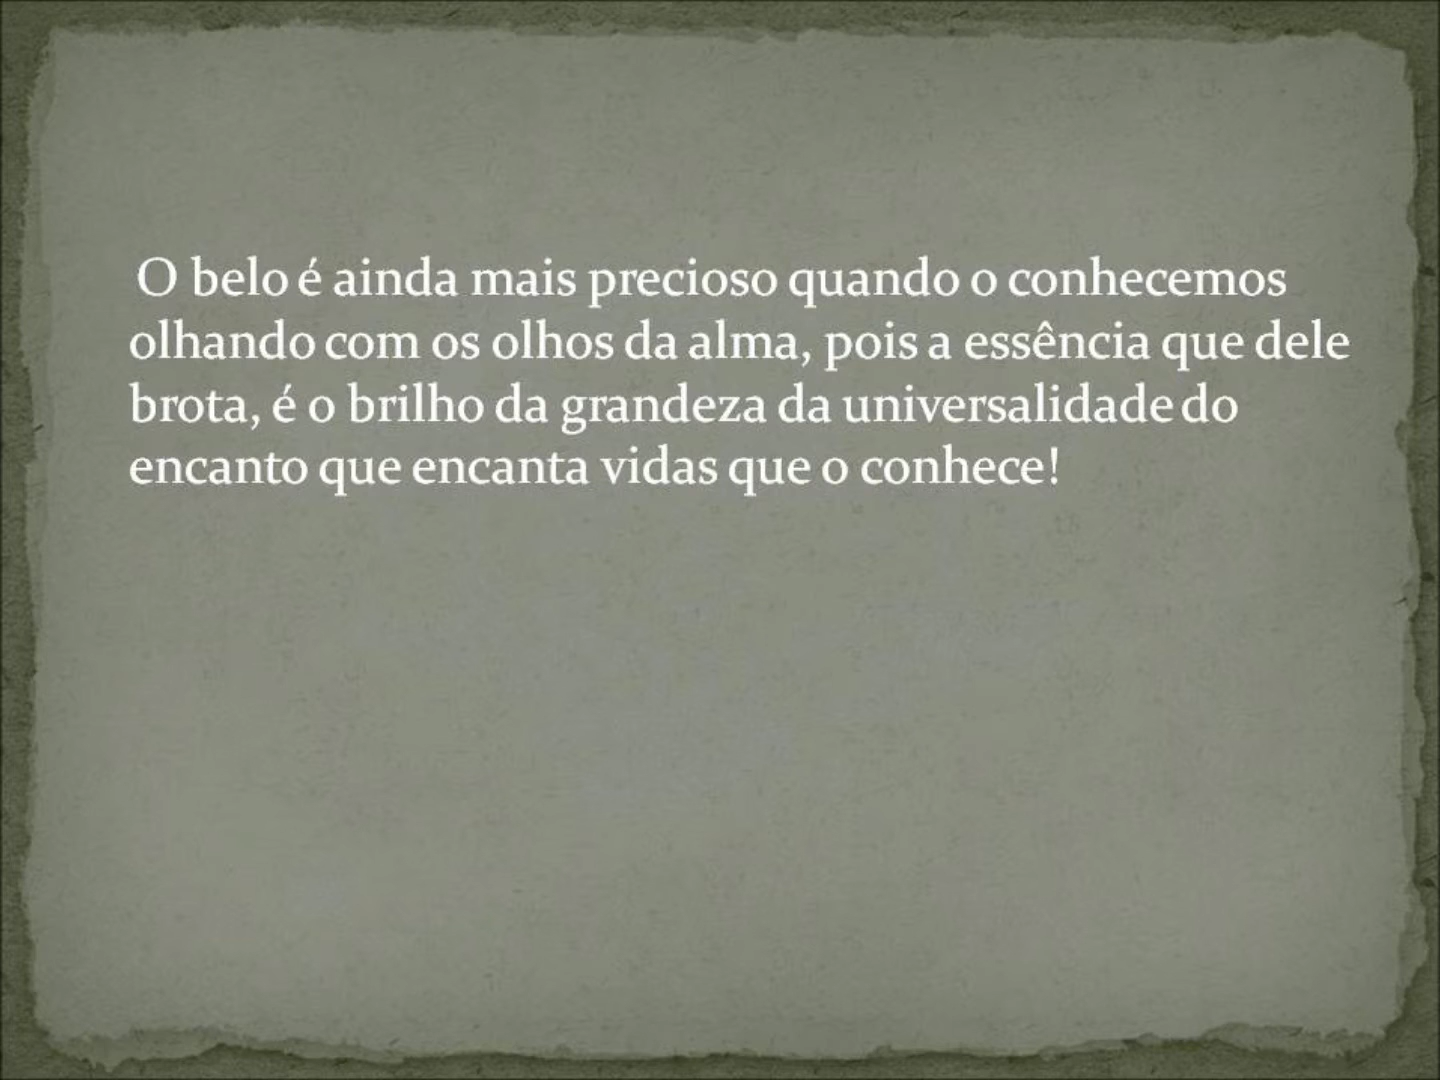 O belo é ainda mais precioso quando o conhecemos
olhando com os olhos da alma, pois a essência que dele
brota, é o brilho da grandeza da universalidade do
encanto que encanta vidas que o conhece!